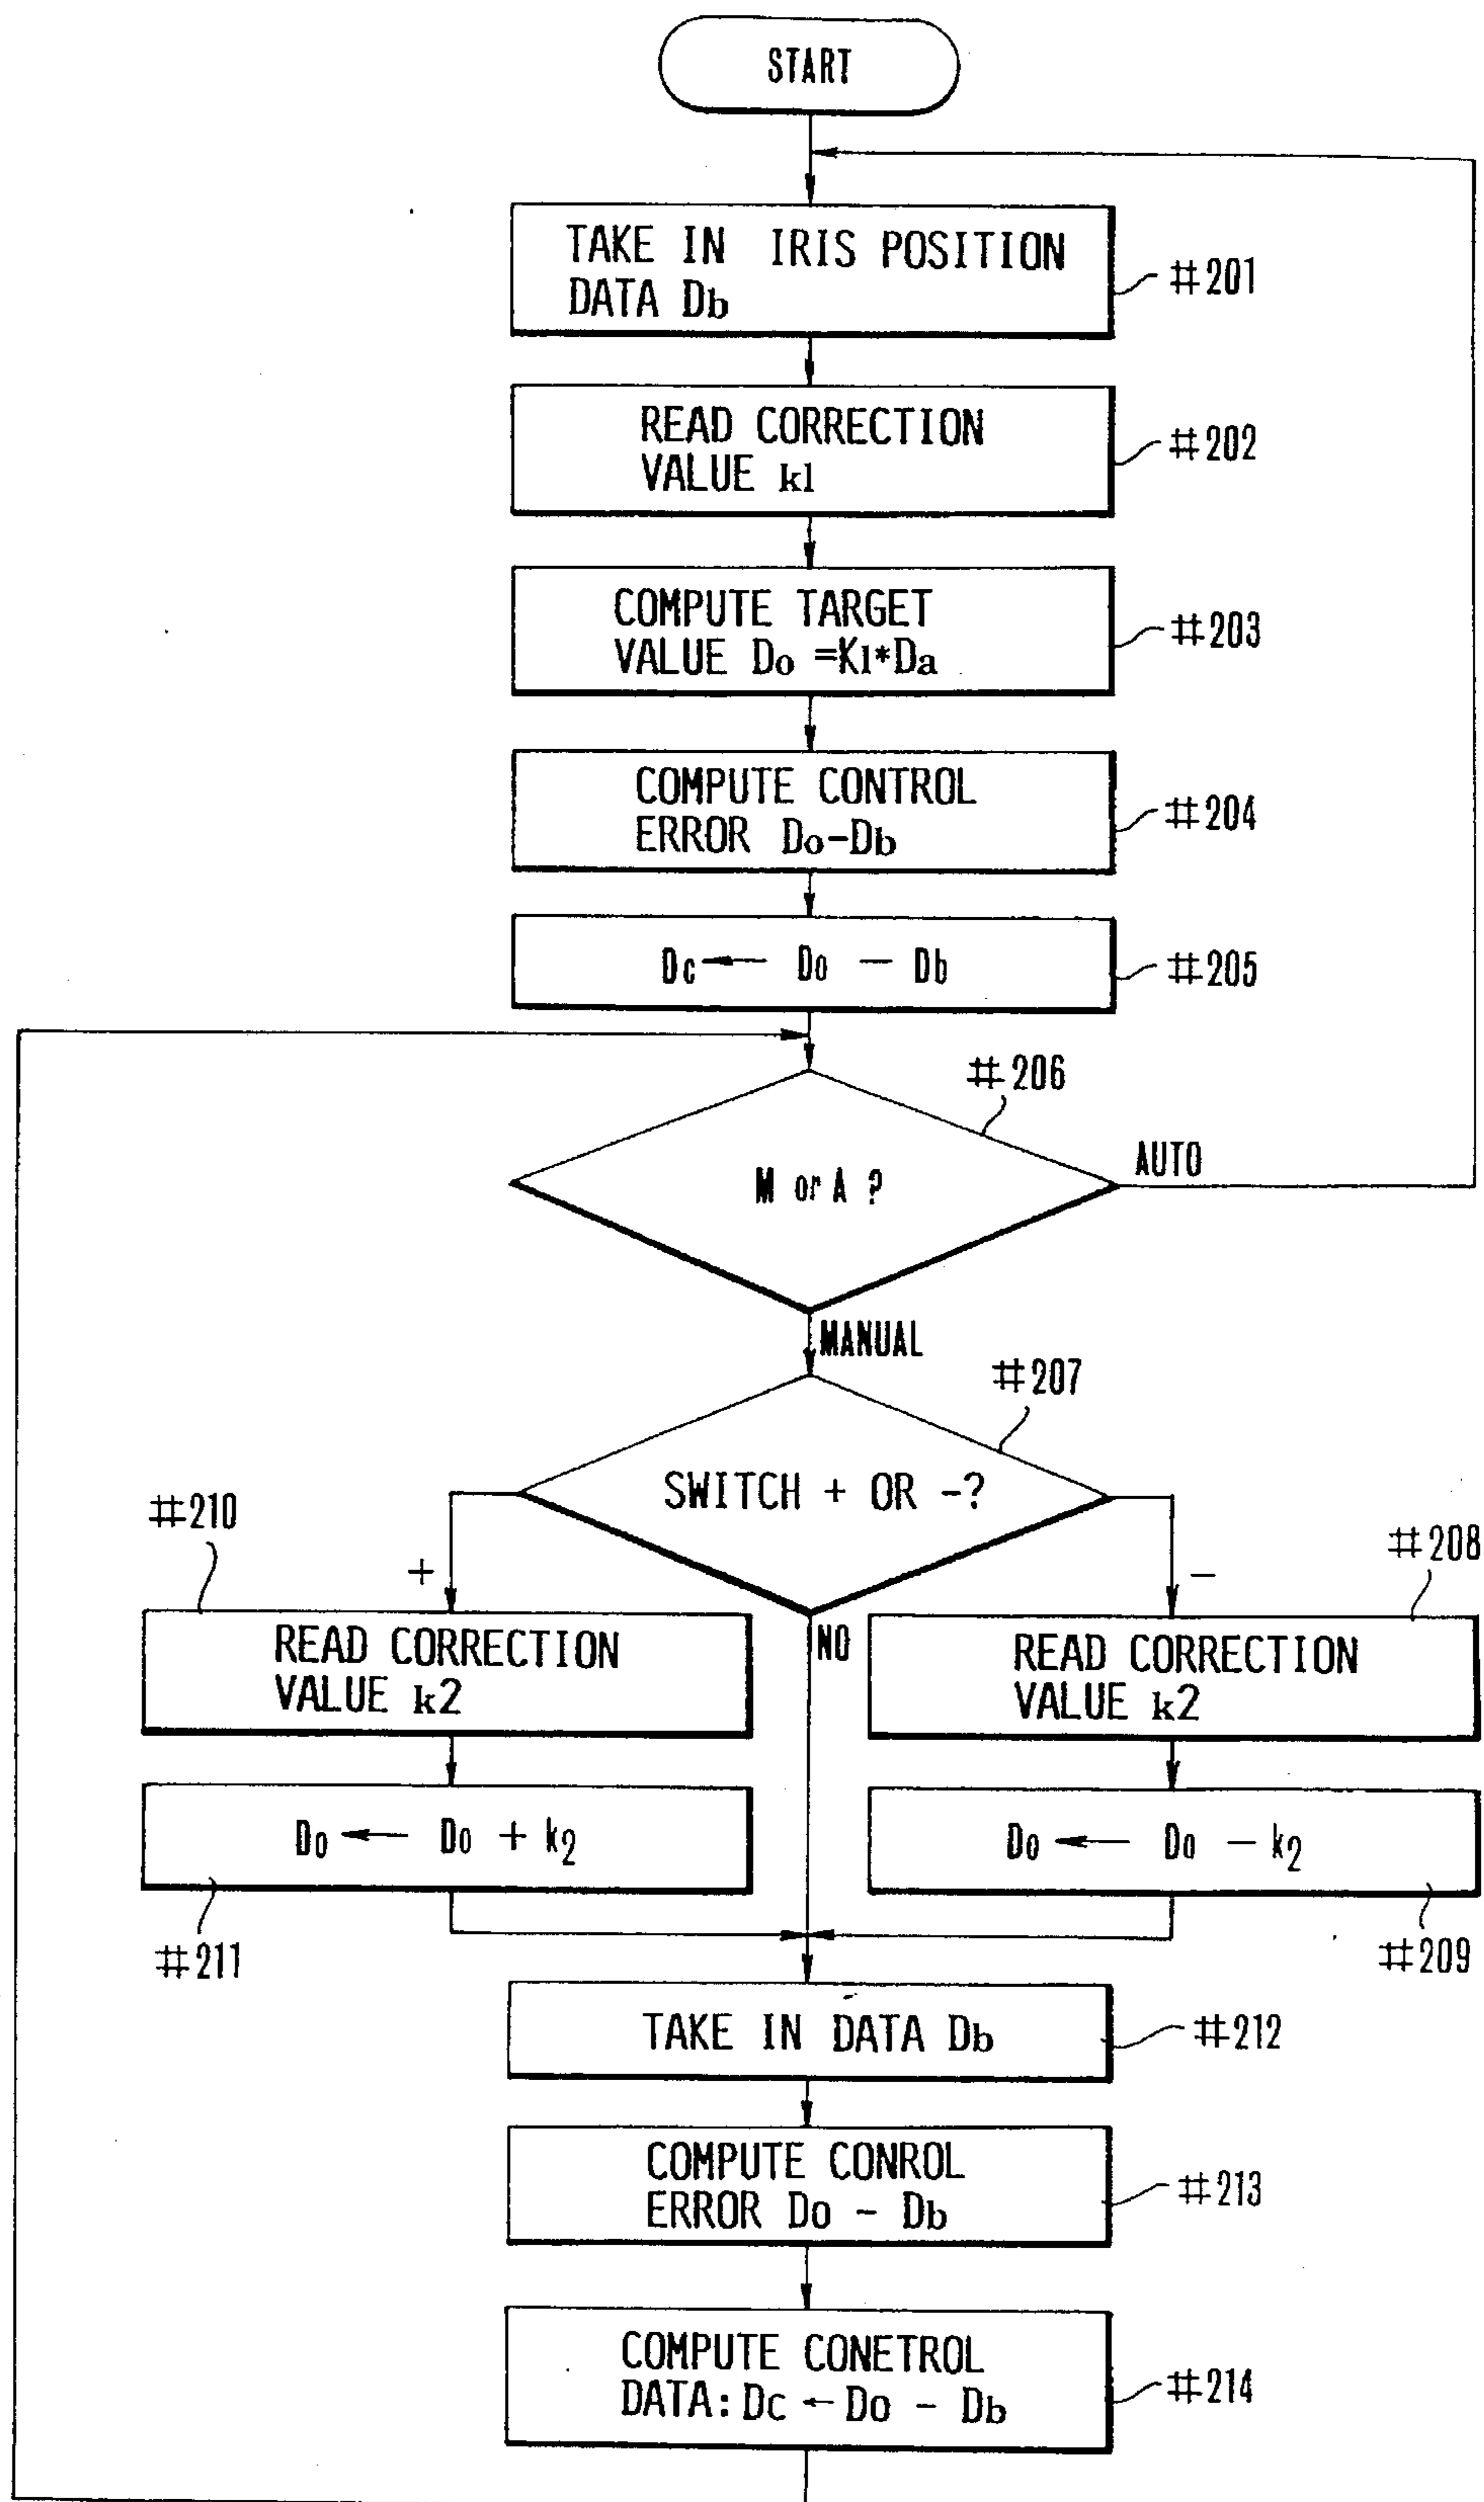 START
TAKE IN IRIS POSITION
DATA Db
#201
READ CORRECTION
VALUE k1
#202
COMPUTE TARGET
VALUE Do =K1*Da
#203
COMPUTE CONTROL
ERROR Do-Db
#204
Dc ← Do - Db
#205
#206
M or A ?
AUTO
MANUAL
#207
SWITCH + OR -?
#210
+
-
#208
READ CORRECTION
VALUE k2
NO
READ CORRECTION
VALUE k2
Do ← Do + k2
Do ← Do - k2
#211
#209
TAKE IN DATA Db
#212
COMPUTE CONROL
ERROR Do - Db
#213
COMPUTE CONETROL
DATA: Dc ← Do - Db
#214